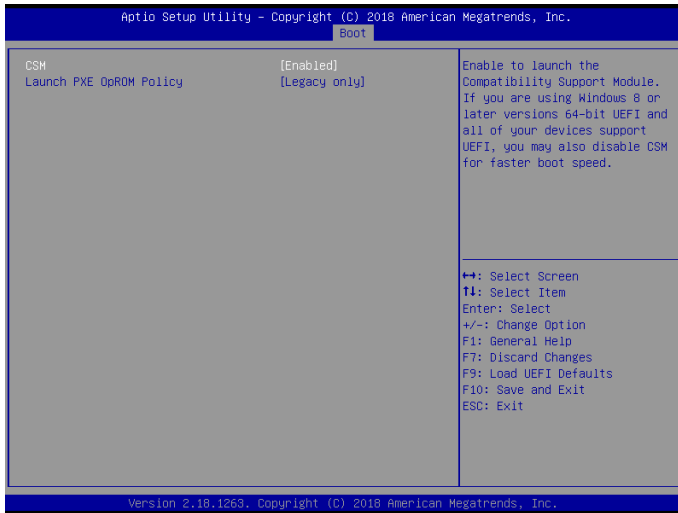 Aptio Setup Utility – Copyright (C) 2018 American Megatrends, Inc.
Boot
CSM [Enabled]
Launch PXE OpROM Policy [Legacy only]
Enable to launch the
Compatibility Support Module.
If you are using Windows 8 or
later versions 64-bit UEFI and
all of your devices support
UEFI, you may also disable CSM
for faster boot speed.
↔: Select Screen
↑↓: Select Item
Enter: Select
+/-: Change Option
F1: General Help
F7: Discard Changes
F9: Load UEFI Defaults
F10: Save and Exit
ESC: Exit
Version 2.18.1263. Copyright (C) 2018 American Megatrends, Inc.